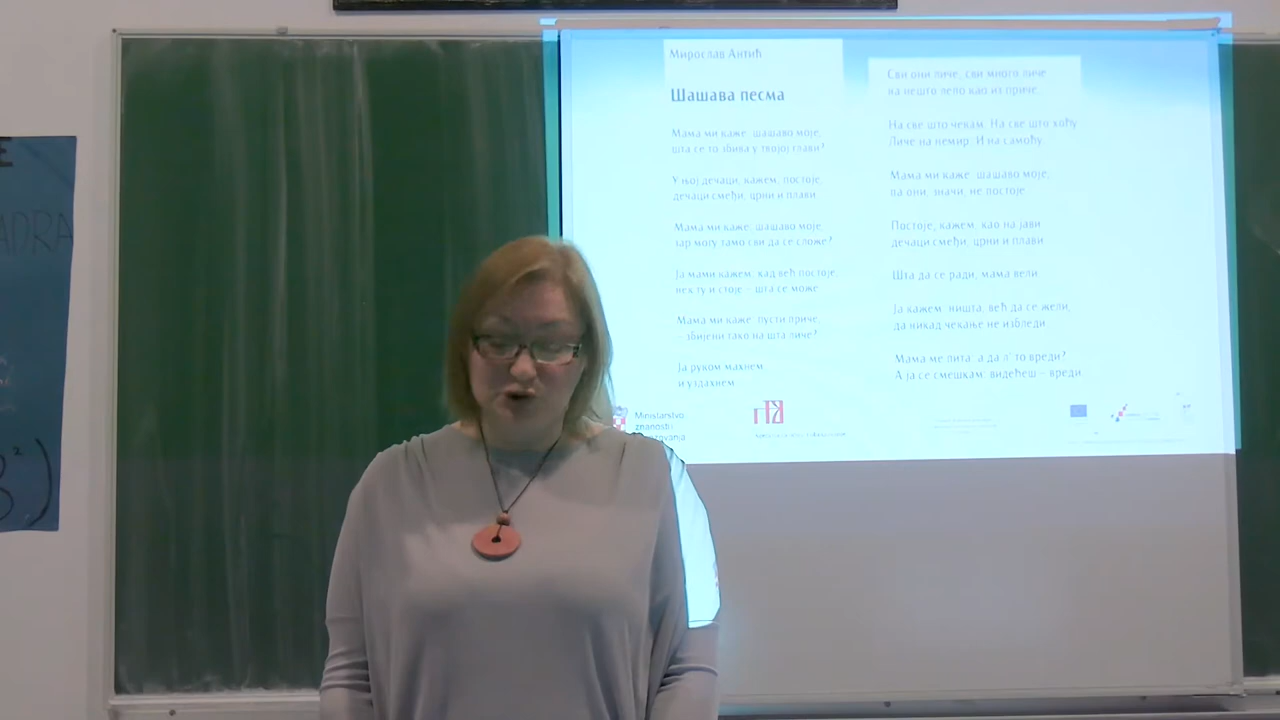 E
ADRA
Мирослав Антић
Шашава песма
Мама ми каже: шашаво моје,
шта се то збива у твојој глави?
У њој дечаци, кажем, постоје,
дечаци смеђи, црни и плави.
Мама ми каже: шашаво моје,
зар могу тамо сви да се сложе?
Ја мами кажем, кад већ постоје,
нек ту и стоје – шта се може.
Мама ми каже: пусти приче
– збијени тако на шта личе?
Ја руком махнем
и уздахнем.
Сви они личе, сви много личе
на нешто лепо као из приче.
На све што чекам. На све што хоћу.
Личе на немир. И на самоћу.
Мама ми каже: шашаво моје,
па они, значи, не постоје.
Постоје, кажем, као на јави
дечаци смеђи, црни и плави.
Шта да се ради, мама вели.
Ја кажем: ништа, већ да се жели,
да никад чекање не избледи.
Мама ме пита: а да л' то вреди?
А ја се смешкам: видећеш – вреди.
Ministarstvo
znanosti i